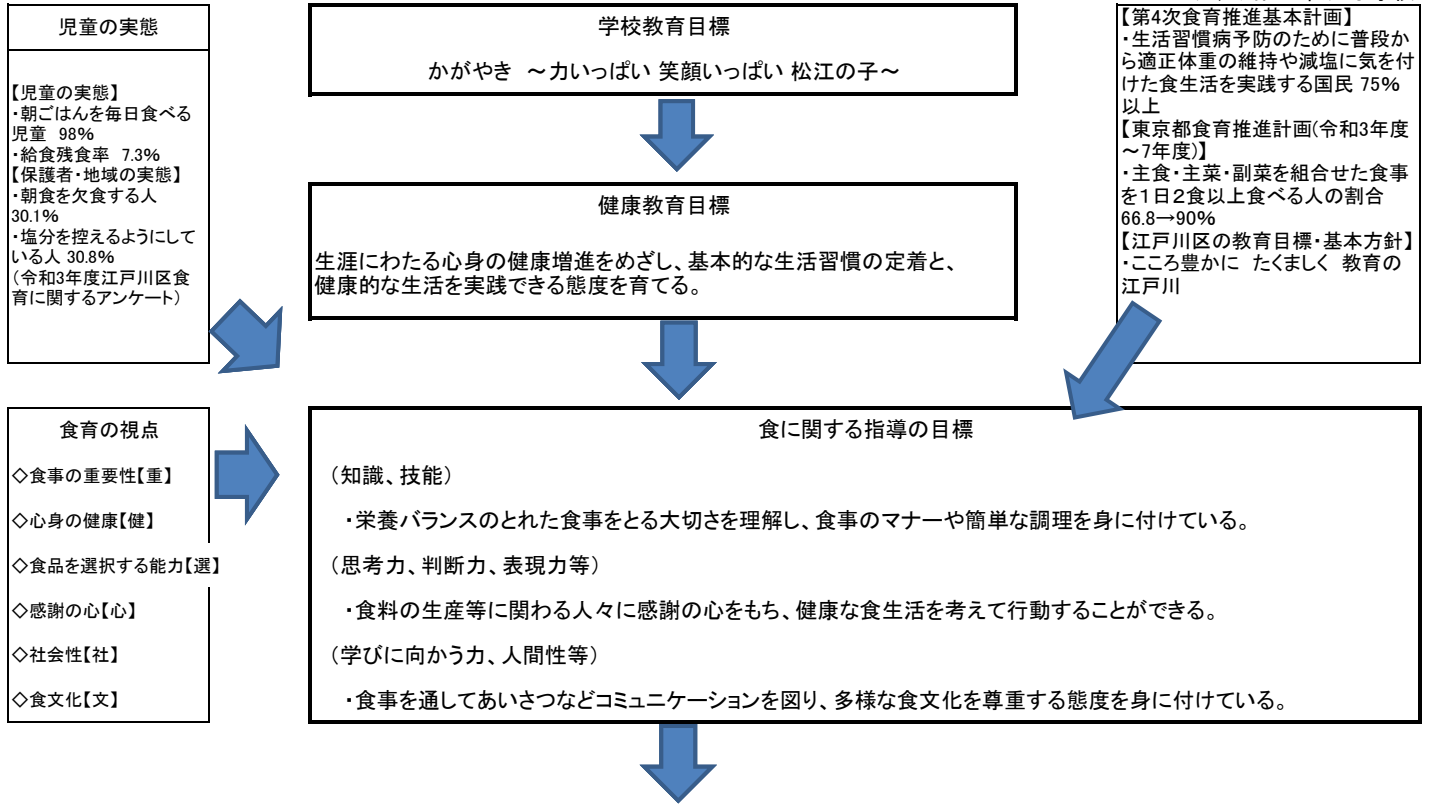 児童の実態
【児童の実態】
・朝ごはんを毎日食べる
児童 98%
・給食残食率 7.3%
【保護者・地域の実態】
・朝食を欠食する人
30.1%
・塩分を控えるようにして
いる人 30.8%
(令和3年度江戸川区食
育に関するアンケート)
学校教育目標
かがやき ～力いっぱい 笑顔いっぱい 松江の子～
健康教育目標
生涯にわたる心身の健康増進をめざし、基本的な生活習慣の定着と、
健康的な生活を実践できる態度を育てる。
【第4次食育推進基本計画】
・生活習慣病予防のために普段か
ら適正体重の維持や減塩に気を付
けた食生活を実践する国民 75%
以上
【東京都食育推進計画(令和3年度
～7年度)】
・主食・主菜・副菜を組合せた食事
を1日2食以上食べる人の割合
66.8→90%
【江戸川区の教育目標・基本方針】
・こころ豊かに たくましく 教育の
江戸川
食育の視点
◇食事の重要性【重】
◇心身の健康【健】
◇食品を選択する能力【選】
◇感謝の心【心】
◇社会性【社】
◇食文化【文】
食に関する指導の目標
(知識、技能)
・栄養バランスのとれた食事をとる大切さを理解し、食事のマナーや簡単な調理を身に付けている。
(思考力、判断力、表現力等)
・食料の生産等に関わる人々に感謝の心をもち、健康な食生活を考えて行動することができる。
(学びに向かう力、人間性等)
・食事を通してあいさつなどコミュニケーションを図り、多様な食文化を尊重する態度を身に付けている。